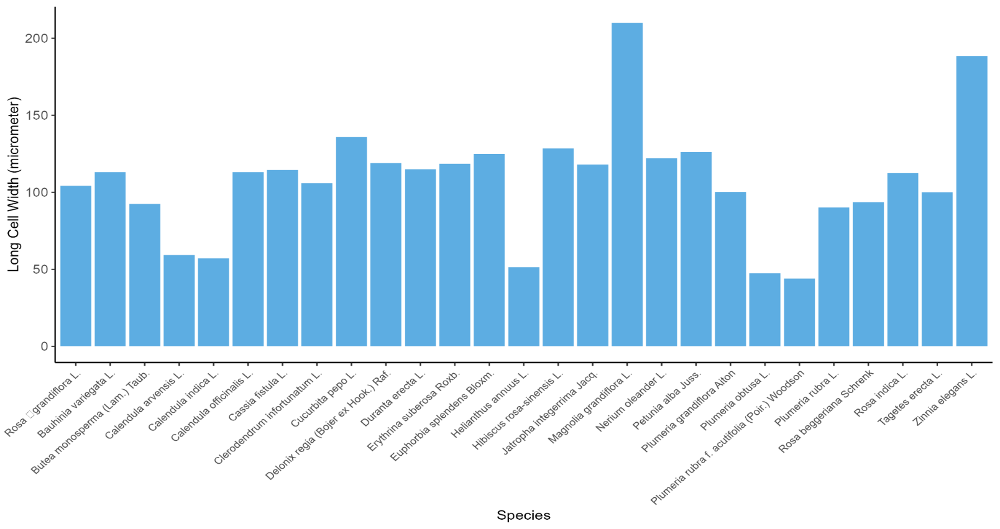 Long Cell Width (micrometer)
200
150
100
50
0
Rosa □grandiflora L.
Bauhinia variegata L.
Butea monosperma (Lam.) Taub.
Calendula arvensis L.
Calendula indica L.
Calendula officinalis L.
Cassia fistula L.
Clerodendrum infortunatum L.
Cucurbita pepo L.
Delonix regia (Bojer ex Hook.) Raf.
Duranta erecta L.
Erythrina suberosa Roxb.
Euphorbia splendens Bloxm.
Helianthus annuus L.
Hibiscus rosa-sinensis L.
Jatropha integerrima Jacq.
Magnolia grandiflora L.
Nerium oleander L.
Petunia alba Juss.
Plumeria grandiflora Aiton
Plumeria obtusa L.
Plumeria rubra f. acutifolia (Poir.) Woodson
Plumeria rubra L.
Rosa beggeriana Schrenk
Rosa indica L.
Tagetes erecta L.
Zinnia elegans L.
Species